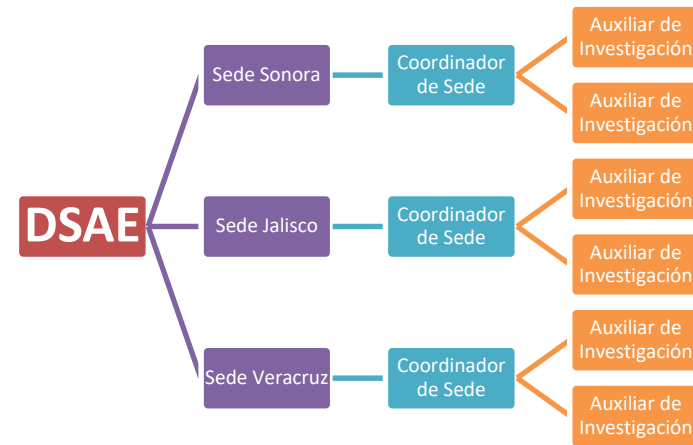 DSAE
Sede Sonora
Coordinador
de Sede
Auxiliar de
Investigación
Auxiliar de
Investigación
Sede Jalisco
Coordinador
de Sede
Auxiliar de
Investigación
Auxiliar de
Investigación
Sede Veracruz
Coordinador
de Sede
Auxiliar de
Investigación
Auxiliar de
Investigación